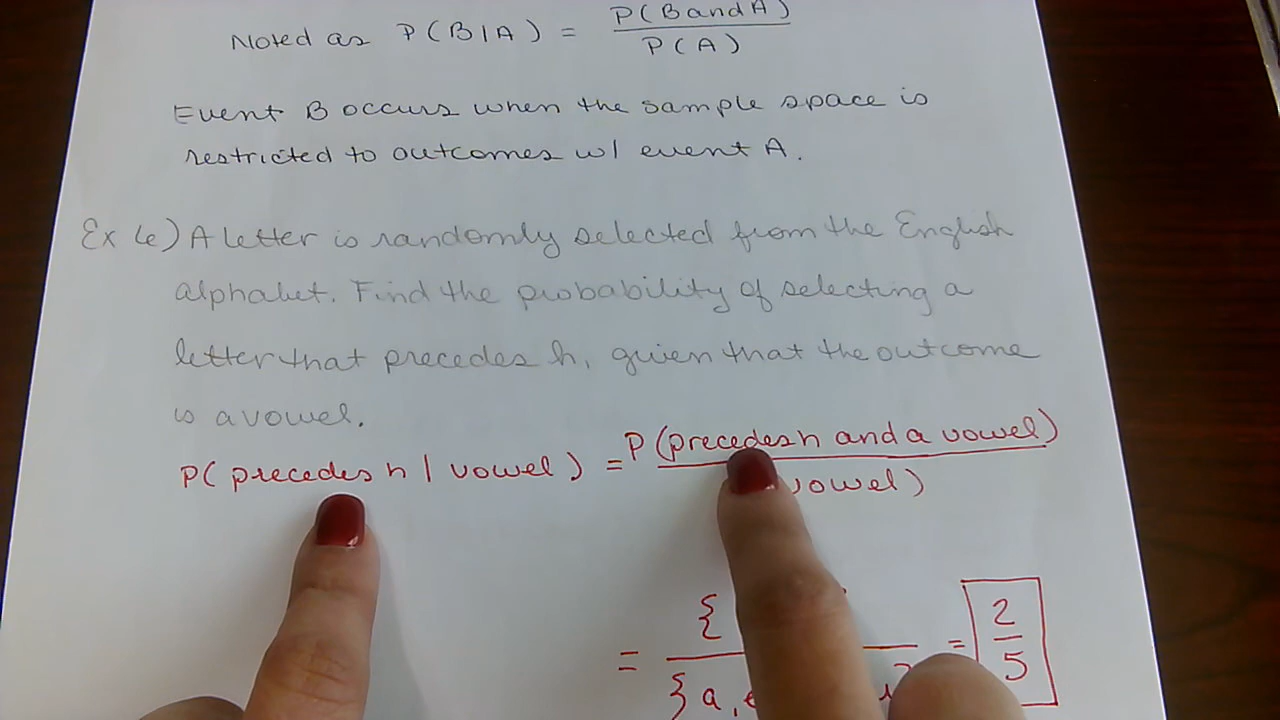 Noted as P(B|A) = P(B and A)
P(A)
Event B occurs when the sample space is
restricted to outcomes w/ event A.
Ex 6) A letter is randomly selected from the English
alphabet. Find the probability of selecting a
letter that precedes h, given that the outcome
is a vowel.
P( precedes h | vowel ) = P (precedes h and a vowel)
vowel)
{
= = 2
5
{ a,